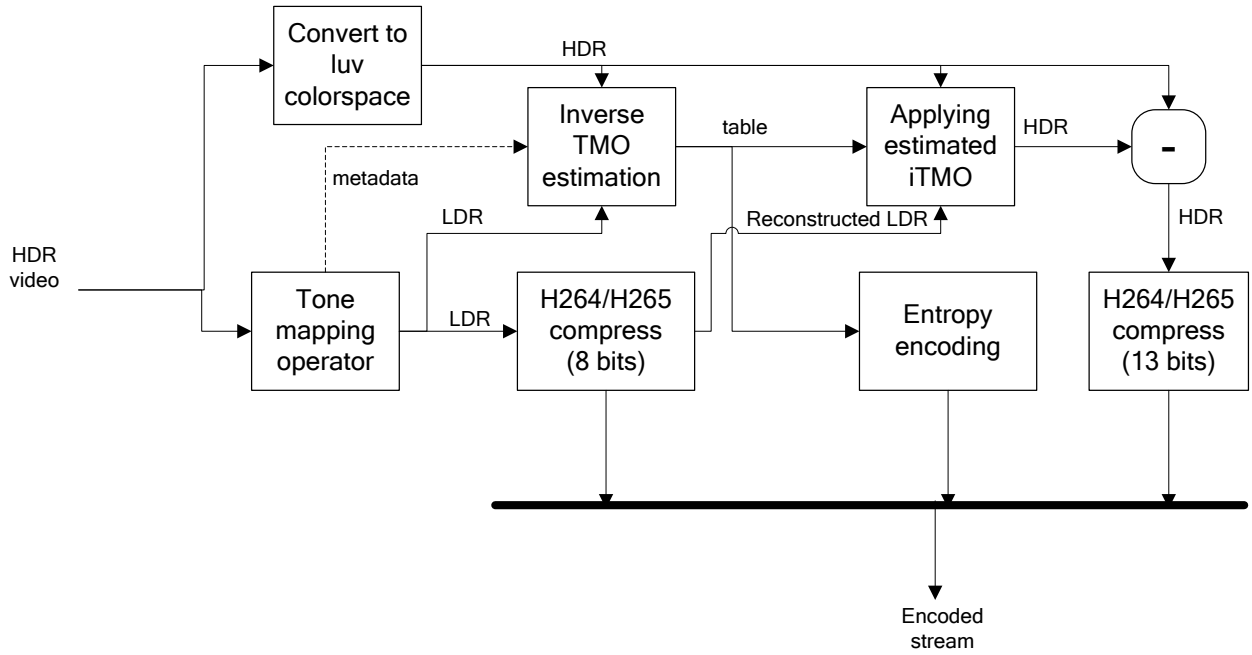 Convert to
luv
colorspace
HDR
Inverse
TMO
estimation
table
Applying
estimated
iTMO
HDR
-
metadata
LDR
Reconstructed LDR
HDR
HDR
video
Tone
mapping
operator
LDR
H264/H265
compress
(8 bits)
Entropy
encoding
H264/H265
compress
(13 bits)
Encoded
stream